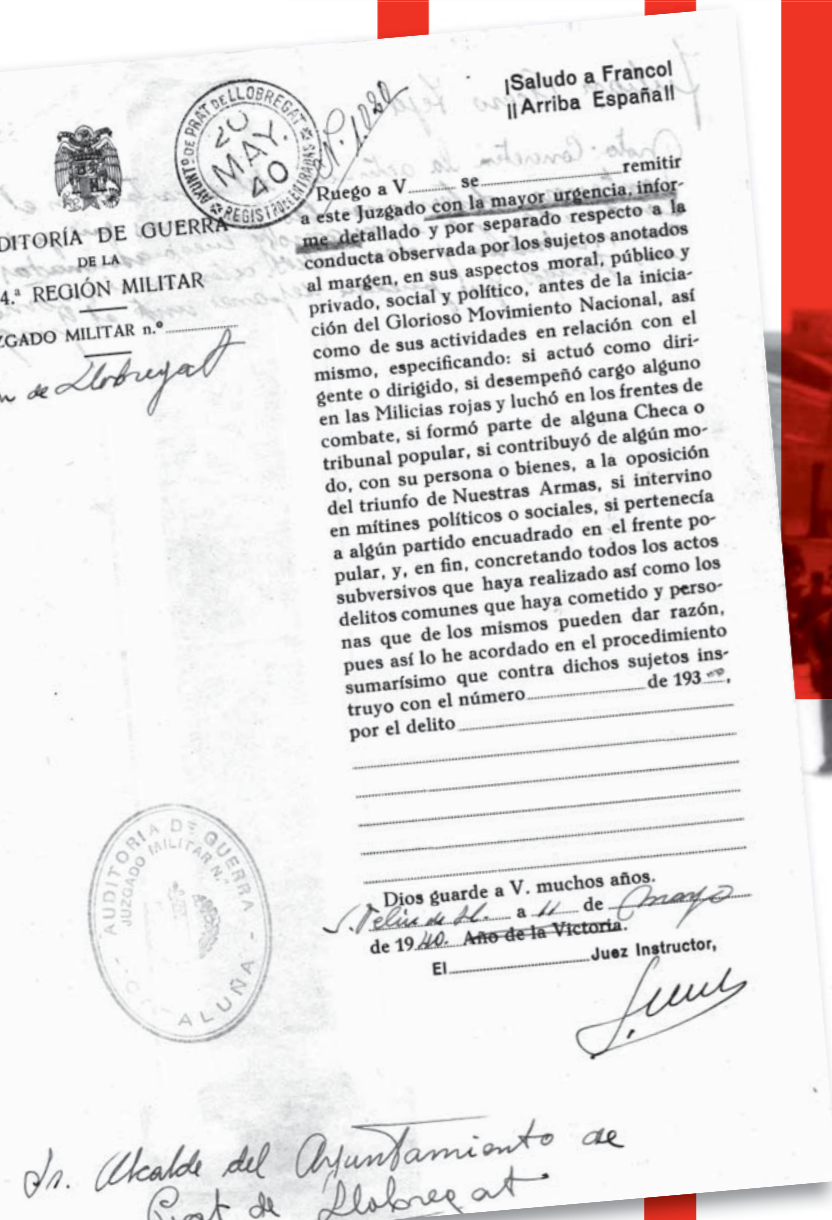 ¡Saludo a Franco!
¡¡Arriba España!!
AYUNTº DE PRAT DE LLOBREGAT
20
MAY.
40
REGISTRO DE ENTRADAS
N. 1080
DITORÍA DE GUERRA
DE LA
4.ª REGIÓN MILITAR
ZGADO MILITAR n.º
de Llobregat
Ruego a V. se remitir
a este Juzgado con la mayor urgencia, infor-
me detallado y por separado respecto a la
conducta observada por los sujetos anotados
al margen, en sus aspectos moral, público y
privado, social y político, antes de la inicia-
ción del Glorioso Movimiento Nacional, así
como de sus actividades en relación con el
mismo, especificando: si actuó como diri-
gente o dirigido, si desempeñó cargo alguno
en las Milicias rojas y luchó en los frentes de
combate, si formó parte de alguna Checa o
tribunal popular, si contribuyó de algún mo-
do, con su persona o bienes, a la oposición
del triunfo de Nuestras Armas, si intervino
en mítines políticos o sociales, si pertenecía
a algún partido encuadrado en el frente po-
pular, y, en fin, concretando todos los actos
subversivos que haya realizado así como los
delitos comunes que haya cometido y perso-
nas que de los mismos pueden dar razón,
pues así lo he acordado en el procedimiento
sumarísimo que contra dichos sujetos ins-
truyo con el número de 193
por el delito
AUDITORIA DE GUERRA
JUZGADO MILITAR N.º
CATALUÑA
Dios guarde a V. muchos años.
S. Feliu de Ll. a 11 de mayo
de 1940. Año de la Victoria.
El Juez Instructor,
Sr. Alcalde del Ayuntamiento de
Prat de Llobregat